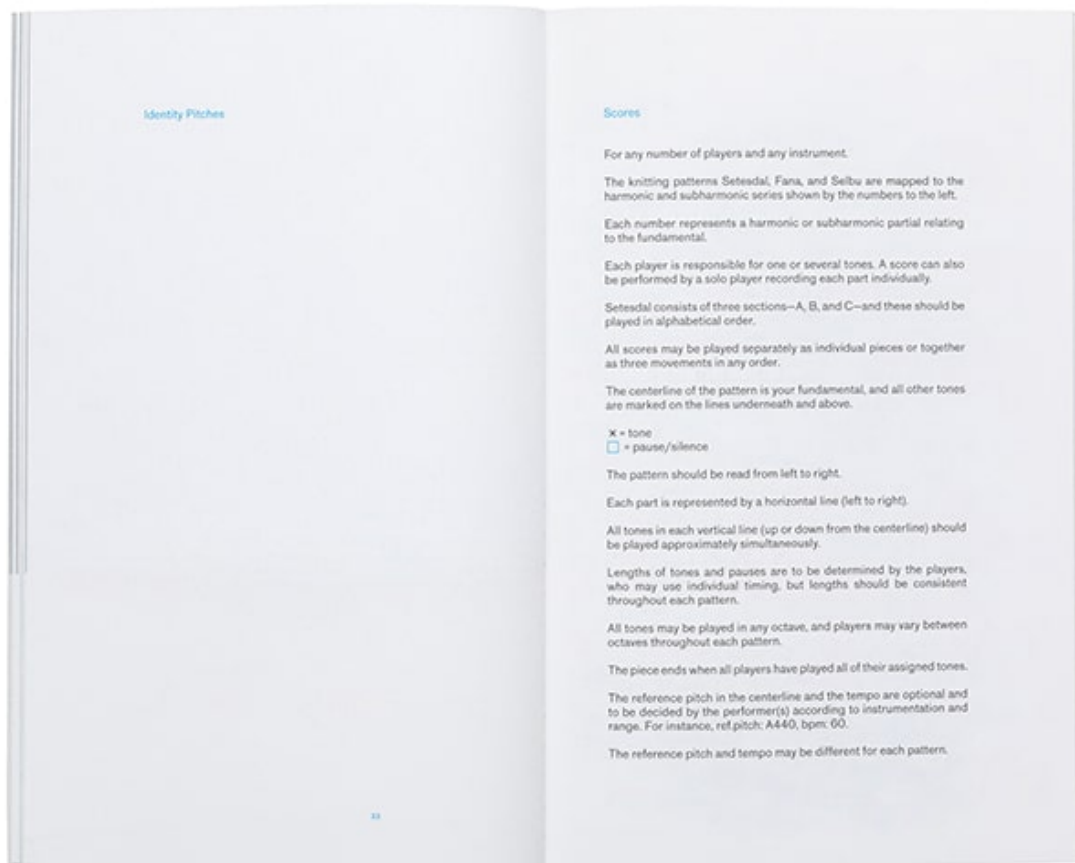 Identity Pitches
Scores
For any number of players and any instrument.
The knitting patterns Setesdal, Fana, and Selbu are mapped to the
harmonic and subharmonic series shown by the numbers to the left.
Each number represents a harmonic or subharmonic partial relating
to the fundamental.
Each player is responsible for one or several tones. A score can also
be performed by a solo player recording each part individually.
Setesdal consists of three sections—A, B, and C—and these should be
played in alphabetical order.
All scores may be played separately as individual pieces or together
as three movements in any order.
The centerline of the pattern is your fundamental, and all other tones
are marked on the lines underneath and above.
× = tone
= pause/silence
The pattern should be read from left to right.
Each part is represented by a horizontal line (left to right).
All tones in each vertical line (up or down from the centerline) should
be played approximately simultaneously.
Lengths of tones and pauses are to be determined by the players,
who may use individual timing, but lengths should be consistent
throughout each pattern.
All tones may be played in any octave, and players may vary between
octaves throughout each pattern.
The piece ends when all players have played all of their assigned tones.
The reference pitch in the centerline and the tempo are optional and
to be decided by the performer(s) according to instrumentation and
range. For instance, ref.pitch: A440, bpm: 60.
The reference pitch and tempo may be different for each pattern.